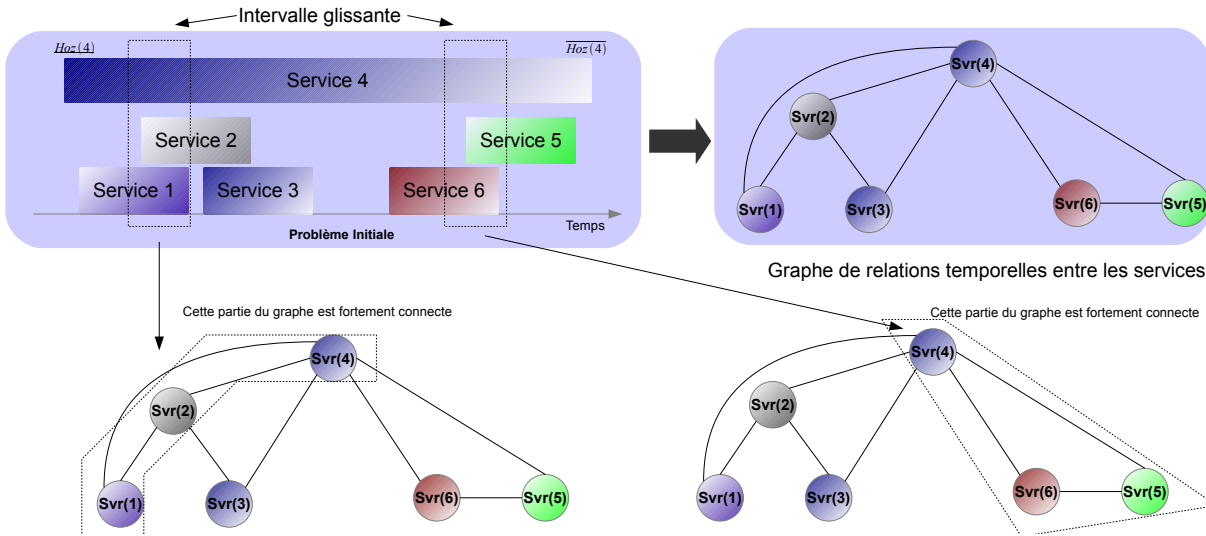 Intervalle glissante
Hoz(4)
Hoz(4)
Service 4
Service 2
Service 5
Service 1
Service 3
Service 6
Temps
Problème Initiale
Svr(4)
Svr(2)
Svr(1)
Svr(3)
Svr(6)
Svr(5)
Graphe de relations temporelles entre les services
Cette partie du graphe est fortement connecte
Svr(4)
Svr(2)
Svr(1)
Svr(3)
Svr(6)
Svr(5)
Cette partie du graphe est fortement connecte
Svr(4)
Svr(2)
Svr(1)
Svr(3)
Svr(6)
Svr(5)